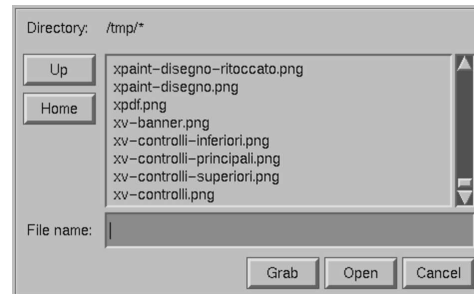 Directory: /tmp/*
Up
Home
xpaint-disegno-ritoccato.png
xpaint-disegno.png
xpdf.png
xv-banner.png
xv-controlli-inferiori.png
xv-controlli-principali.png
xv-controlli-superiori.png
xv-controlli.png
File name:
Grab Open Cancel